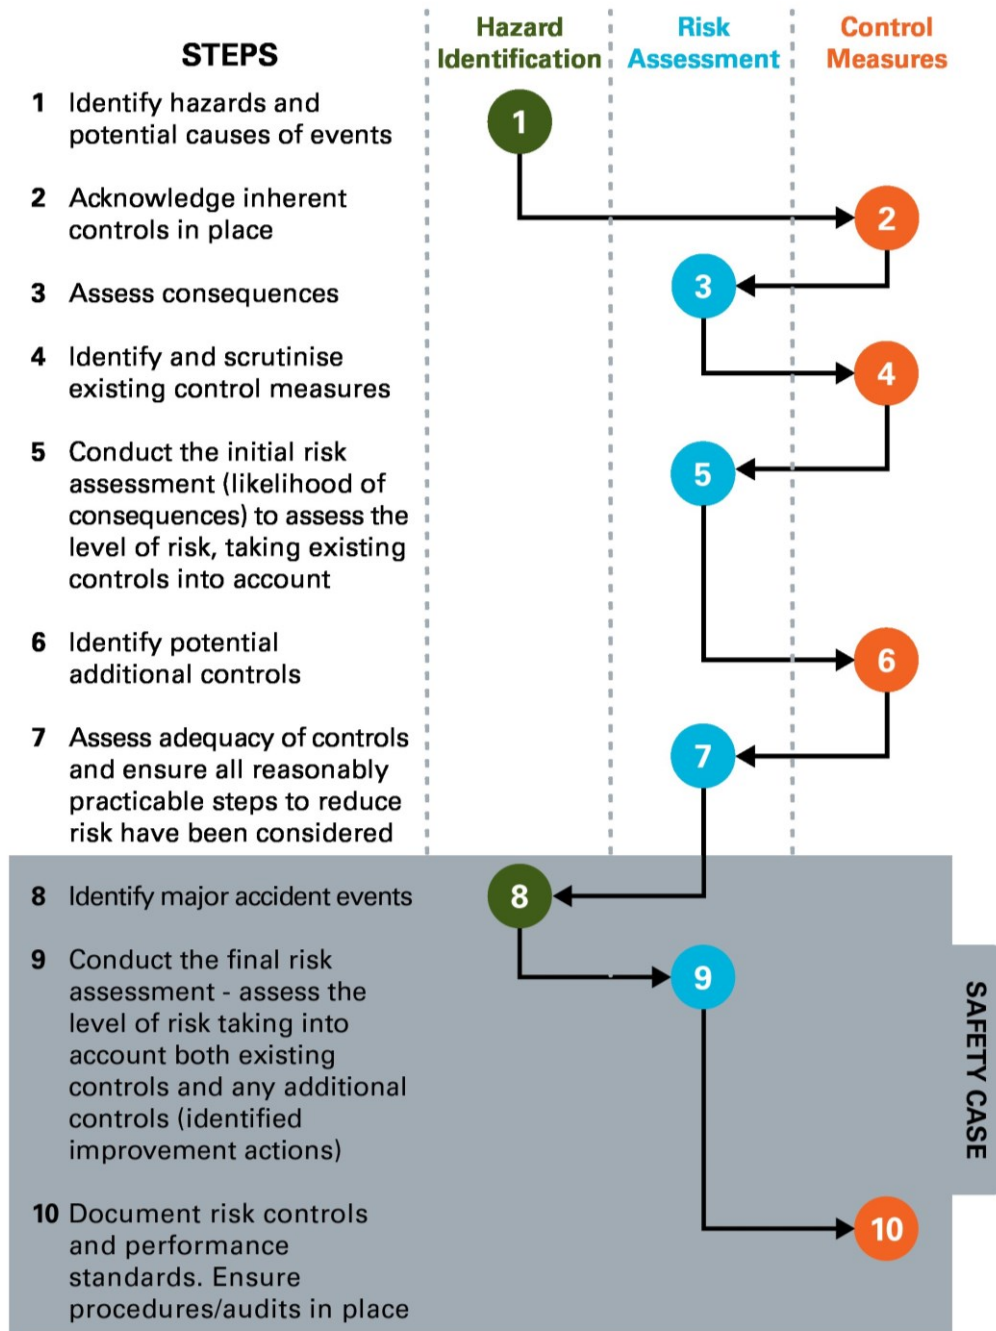 STEPS
Hazard
Identification
Risk
Assessment
Control
Measures
1 Identify hazards and
potential causes of events
1
2 Acknowledge inherent
controls in place
2
3 Assess consequences
3
4 Identify and scrutinise
existing control measures
4
5 Conduct the initial risk
assessment (likelihood of
consequences) to assess the
level of risk, taking existing
controls into account
5
6 Identify potential
additional controls
6
7 Assess adequacy of controls
and ensure all reasonably
practicable steps to reduce
risk have been considered
7
8 Identify major accident events
8
9 Conduct the final risk
assessment - assess the
level of risk taking into
account both existing
controls and any additional
controls (identified
improvement actions)
9
SAFETY CASE
10 Document risk controls
and performance
standards. Ensure
procedures/audits in place
10